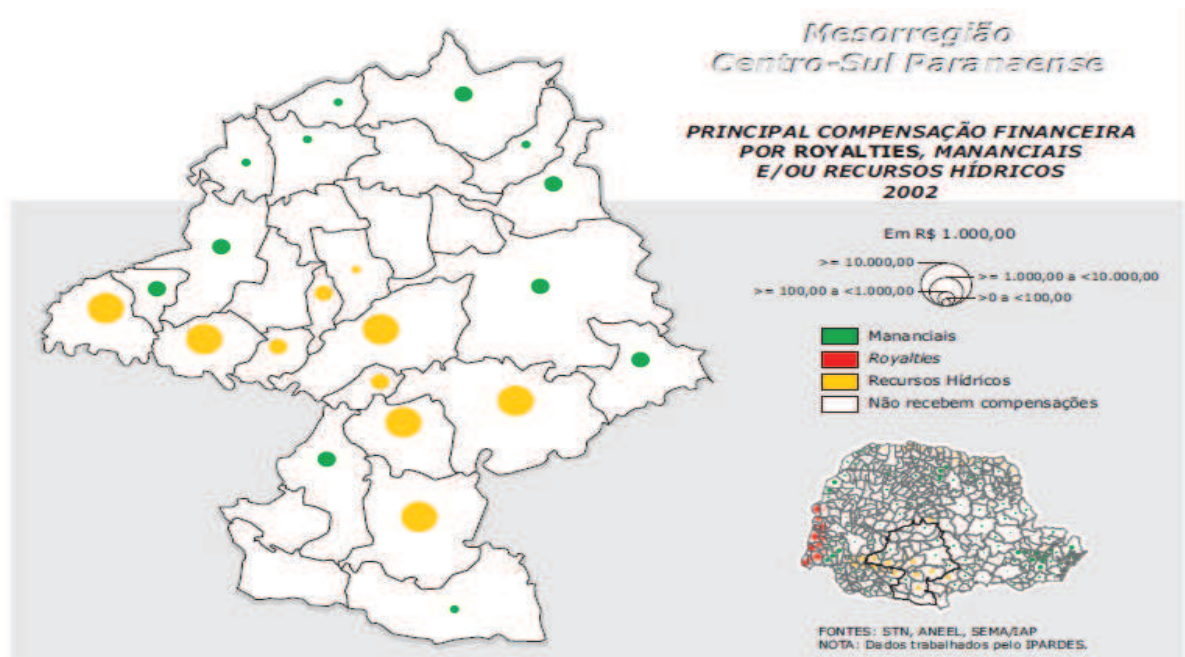 Mesorregião
Centro-Sul Paranaense
PRINCIPAL COMPENSAÇÃO FINANCEIRA
POR ROYALTIES, MANANCIAIS
E/OU RECURSOS HÍDRICOS
2002
Em R$ 1.000,00
>= 10.000,00
>= 1.000,00 a <10.000,00
>= 100,00 a <1.000,00
>0 a <100,00
Mananciais
Royalties
Recursos Hídricos
Não recebem compensações
FONTES: STN, ANEEL, SEMA/IAP
NOTA: Dados trabalhados pelo IPARDES.